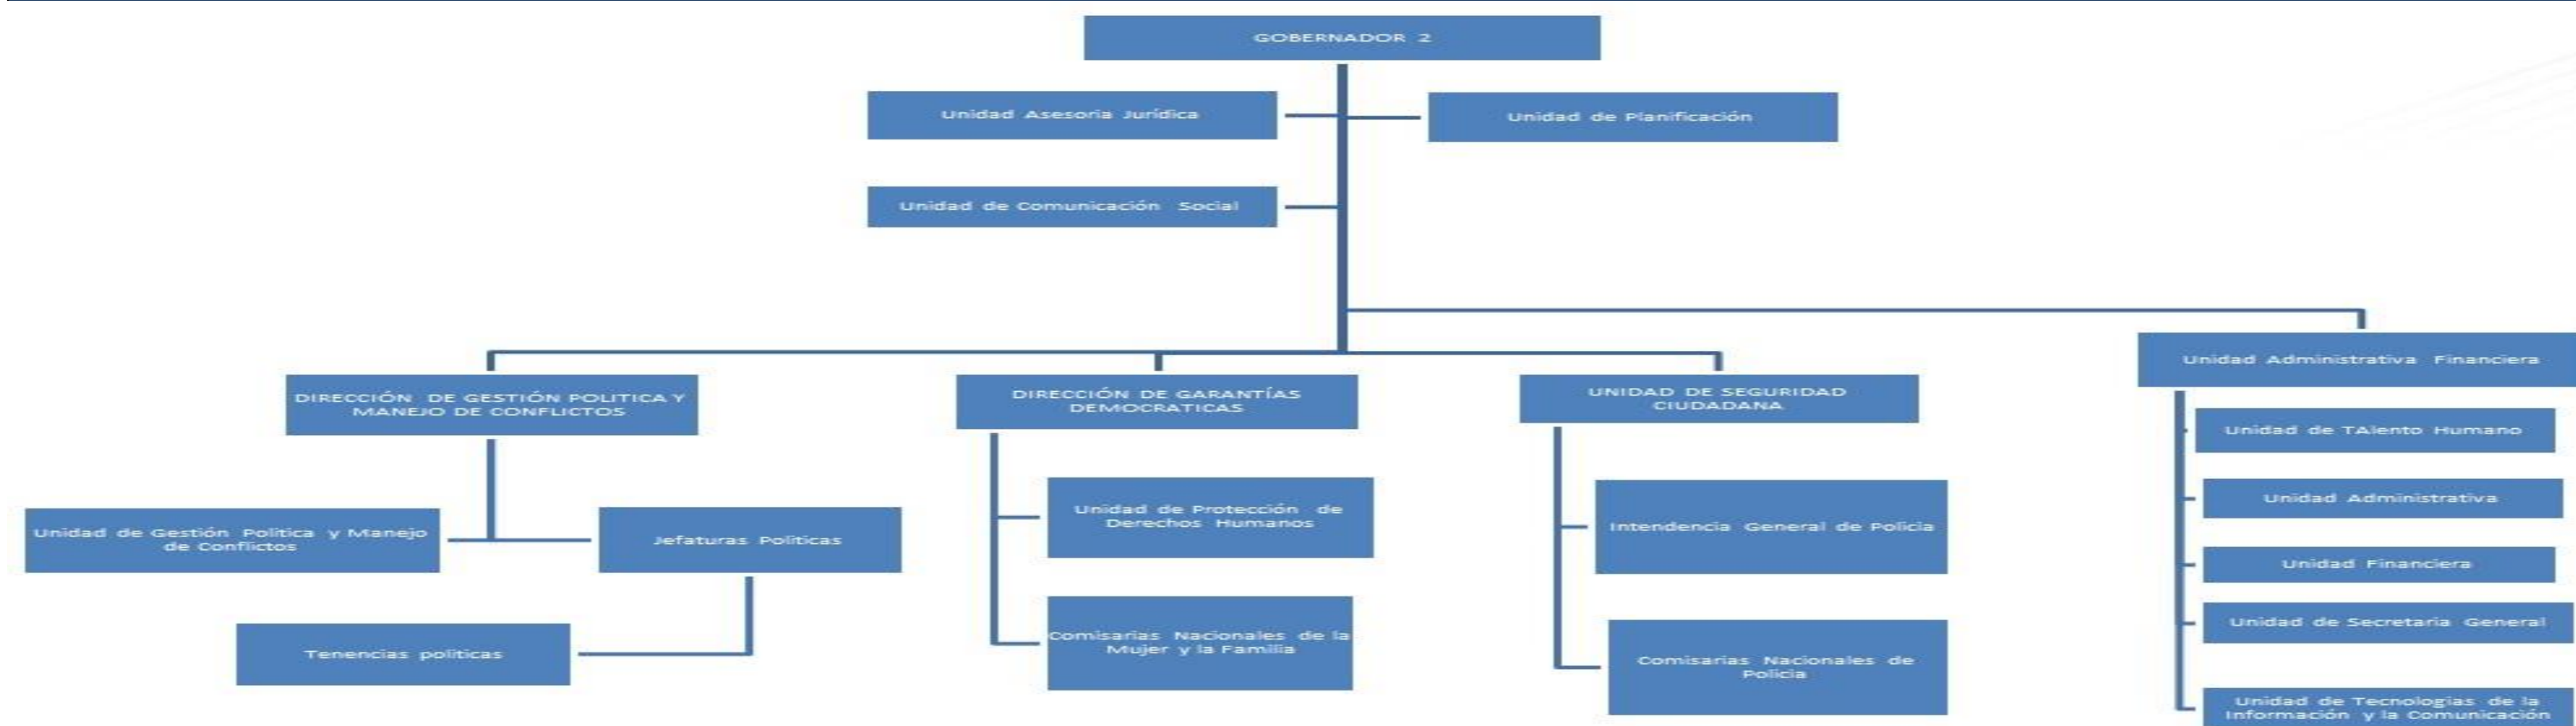 GOBERNADOR 2
Unidad Asesoria Jurídica
Unidad de Planificación
Unidad de Comunicación Social
DIRECCIÓN DE GESTIÓN POLITICA Y
MANEJO DE CONFLICTOS
Unidad de Gestión Politica y Manejo
de Conflictos
Jefaturas Politicas
Tenencias politicas
DIRECCIÓN DE GARANTÍAS
DEMOCRATICAS
Unidad de Protección de
Derechos Humanos
Comisarias Nacionales de la
Mujer y la Familia
UNIDAD DE SEGURIDAD
CIUDADANA
Intendencia General de Policia
Comisarias Nacionales de
Policia
Unidad Administrativa Financiera
Unidad de TAlento Humano
Unidad Administrativa
Unidad Financiera
Unidad de Secretaria General
Unidad de Tecnologias de la
Información y la Comunicación